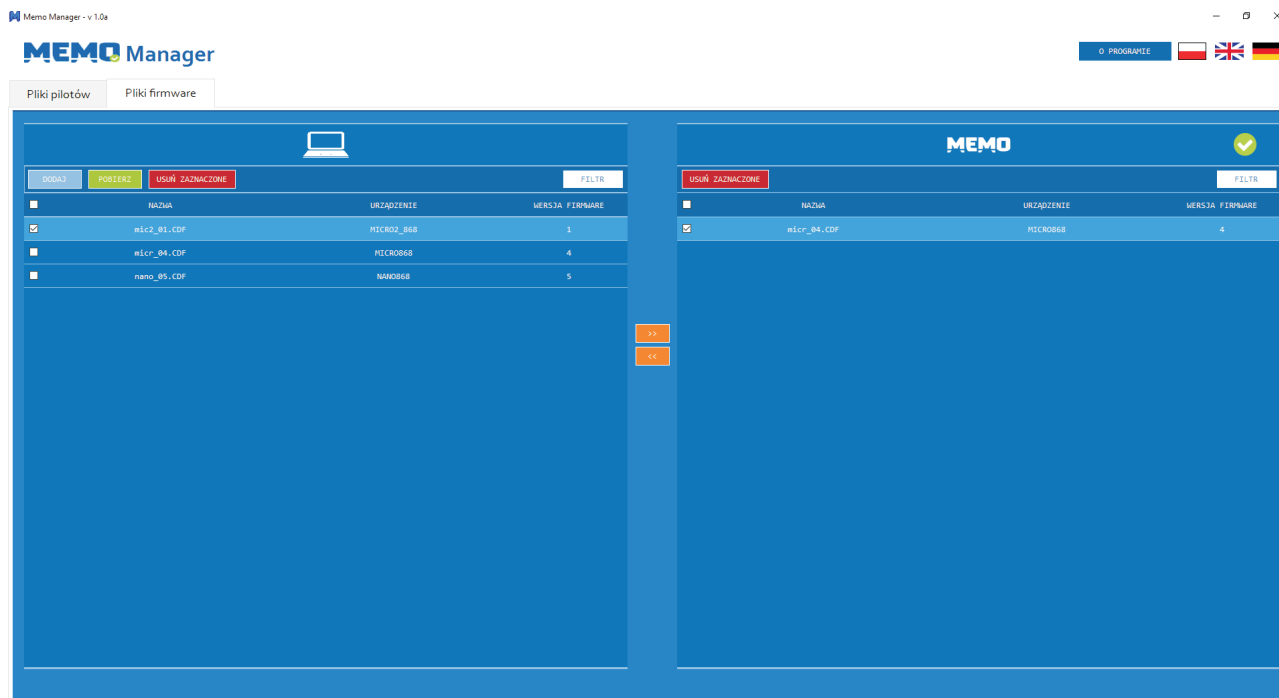 Memo Manager - v 1.0a
MEMO Manager
O PROGRAMIE
Pliki pilotów
Pliki firmware
MEMO
DODAJ
POBIERZ
USUŃ ZAZNACZONE
FILTR
USUŃ ZAZNACZONE
FILTR
NAZWA URZĄDZENIE WERSJA FIRMWARE
NAZWA URZĄDZENIE WERSJA FIRMWARE
mic2_01.CDF MICRO2_868 1
micr_04.CDF MICRO868 4
micr_04.CDF MICRO868 4
nano_05.CDF NANO868 5
>>
<<